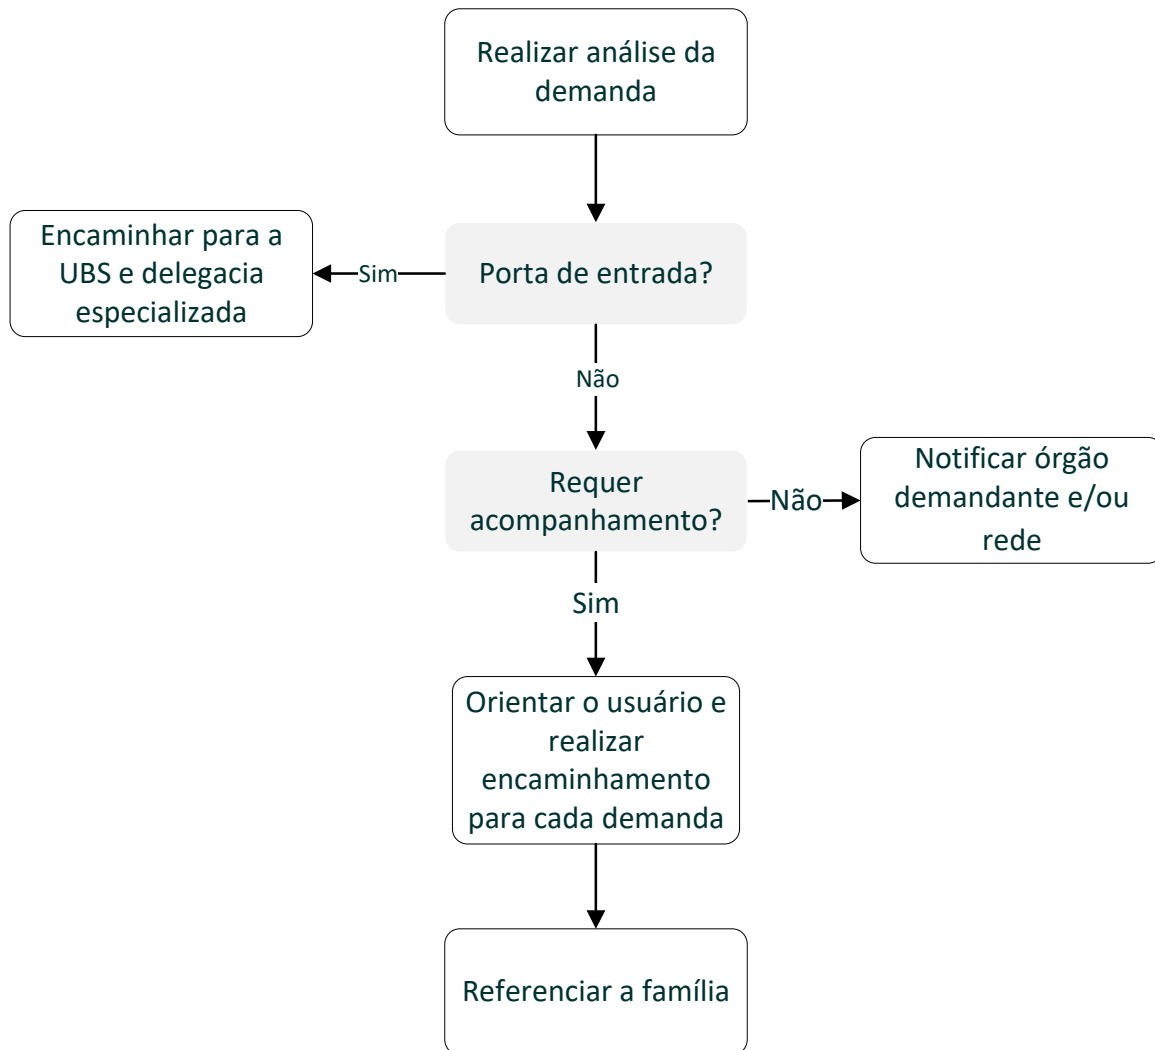 Realizar análise da
demanda
Encaminhar para a
UBS e delegacia
especializada
Sim
Porta de entrada?
Não
Requer
acompanhamento?
Não
Notificar órgão
demandante e/ou
rede
Sim
Orientar o usuário e
realizar
encaminhamento
para cada demanda
Referenciar a família